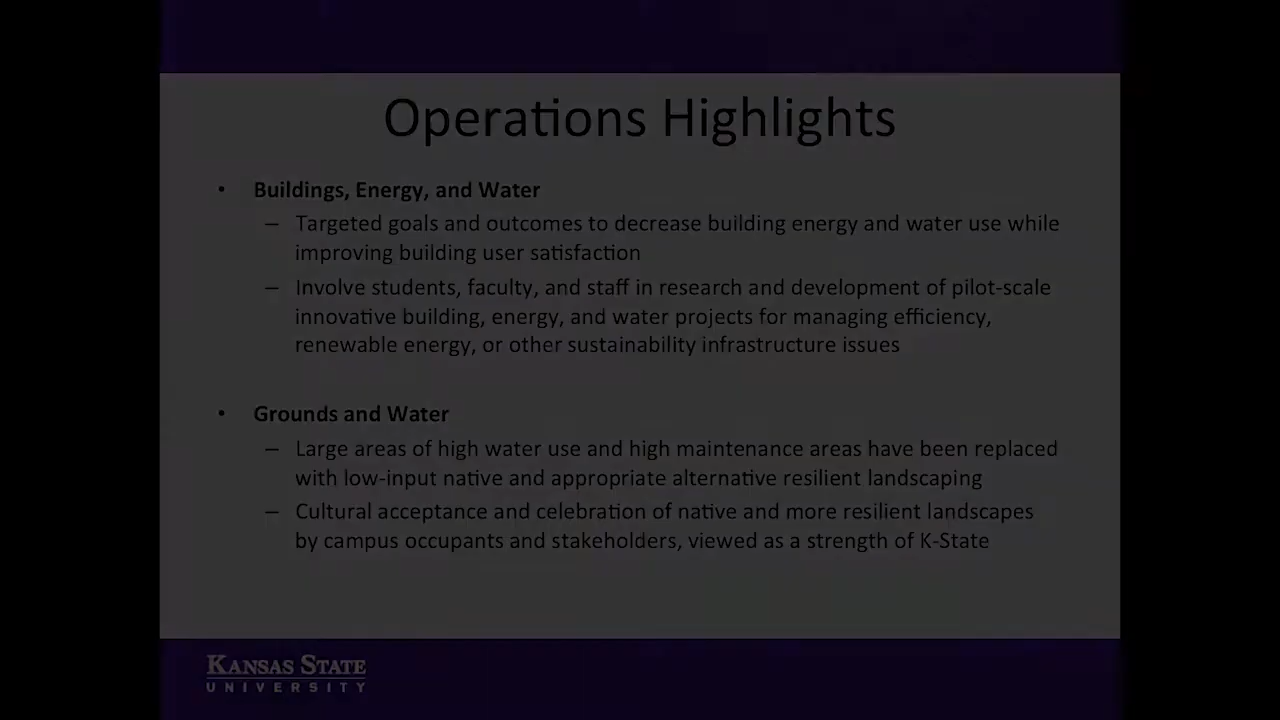 Operations Highlights
• Buildings, Energy, and Water
– Targeted goals and outcomes to decrease building energy and water use while
improving building user satisfaction
– Involve students, faculty, and staff in research and development of pilot-scale
innovative building, energy, and water projects for managing efficiency,
renewable energy, or other sustainability infrastructure issues
• Grounds and Water
– Large areas of high water use and high maintenance areas have been replaced
with low-input native and appropriate alternative resilient landscaping
– Cultural acceptance and celebration of native and more resilient landscapes
by campus occupants and stakeholders, viewed as a strength of K-State
KANSAS STATE
UNIVERSITY